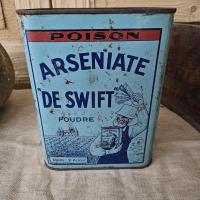 POISON
ARSENIATE
DE SWIFT
POUDRE